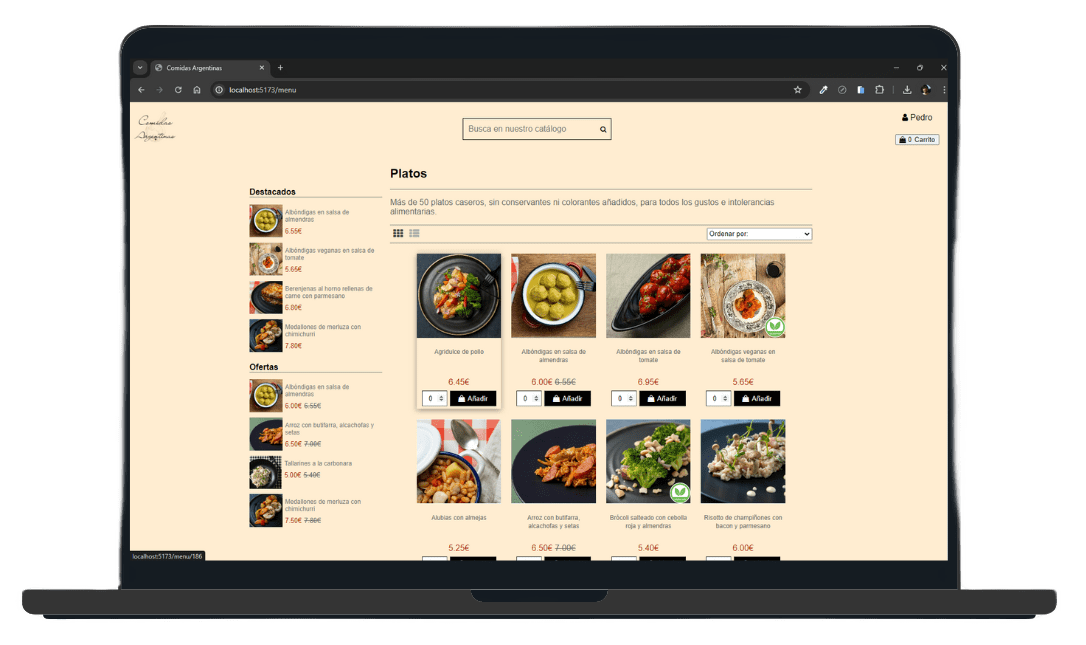 Comidas Argentinas
localhost:5173/menu
Comidas
Argentinas
Busca en nuestro catálogo
Pedro
0 Carrito
Platos
Más de 50 platos caseros, sin conservantes ni colorantes añadidos, para todos los gustos e intolerancias
alimentarias.
Ordenar por:
Destacados
Albóndigas en salsa de
almendras
6.55€
Albóndigas veganas en salsa de
tomate
5.65€
Berenjenas al horno rellenas de
carne con parmesano
6.80€
Medallones de merluza con
chimichurri
7.80€
Ofertas
Albóndigas en salsa de
almendras
6.00€ 6.55€
Arroz con butifarra, alcachofas y
setas
6.50€ 7.00€
Tallarines a la carbonara
5.00€ 5.40€
Medallones de merluza con
chimichurri
7.50€ 7.80€
Agridulce de pollo
6.45€
0 Añadir
Albóndigas en salsa de
almendras
6.00€ 6.55€
0 Añadir
Albóndigas en salsa de
tomate
6.95€
0 Añadir
Albóndigas veganas en
salsa de tomate
5.65€
0 Añadir
Alubias con almejas
5.25€
Arroz con butifarra,
alcachofas y setas
6.50€ 7.00€
Brócoli salteado con cebolla
roja y almendras
5.40€
Risotto de champiñones con
bacon y parmesano
6.00€
localhost:5173/menu/186